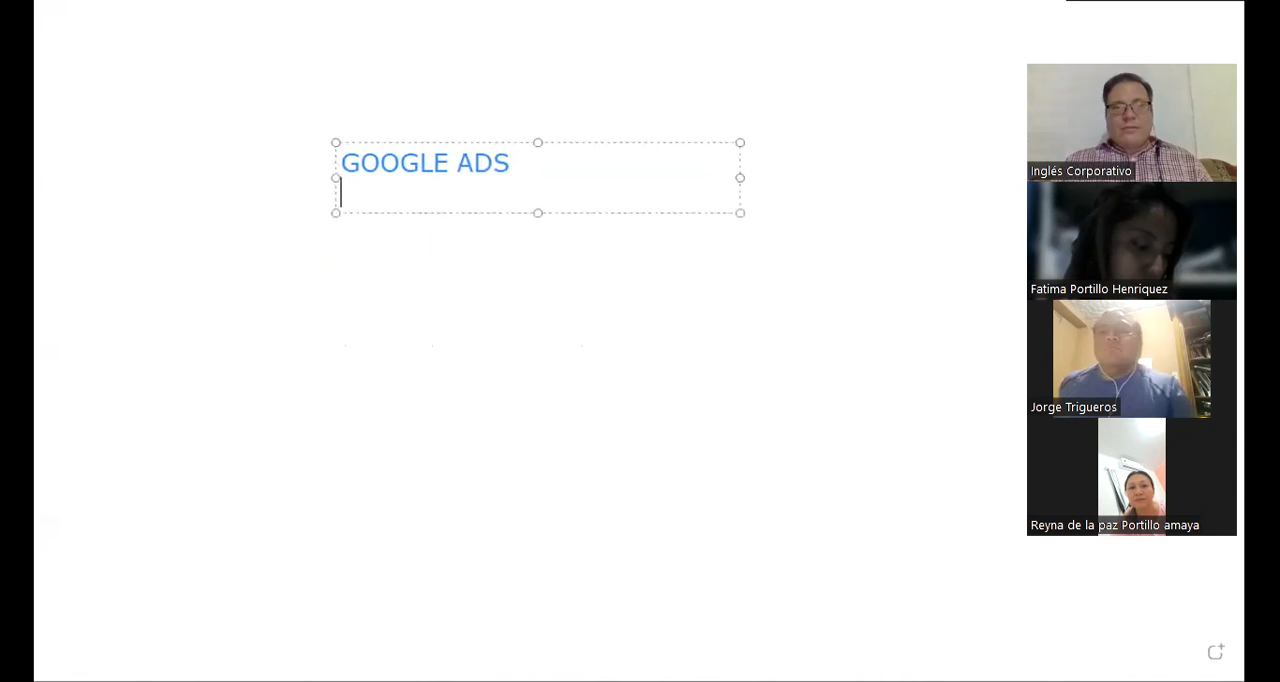 GOOGLE ADS
Inglés Corporativo
Fatima Portillo Henriquez
Jorge Trigueros
Reyna de la paz Portillo amaya